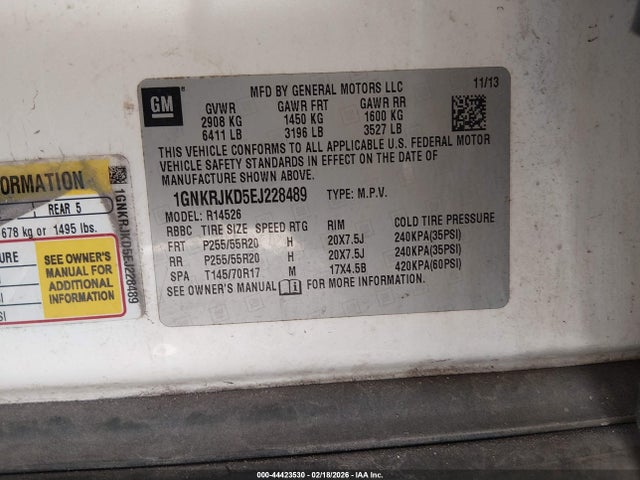 GM
MFD BY GENERAL MOTORS LLC 11/13
GVWR GAWR FRT GAWR RR
2908 KG 1450 KG 1600 KG
6411 LB 3196 LB 3527 LB
THIS VEHICLE CONFORMS TO ALL APPLICABLE U.S. FEDERAL MOTOR
VEHICLE SAFETY STANDARDS IN EFFECT ON THE DATE OF
MANUFACTURE SHOWN ABOVE.
1GNKRJKD5EJ228489 TYPE: M.P.V.
MODEL: R14526
RBBC TIRE SIZE SPEED RTG RIM COLD TIRE PRESSURE
FRT P255/55R20 H 20X7.5J 240KPA(35PSI)
RR P255/55R20 H 20X7.5J 240KPA(35PSI)
SPA T145/70R17 M 17X4.5B 420KPA(60PSI)
SEE OWNER'S MANUAL FOR MORE INFORMATION.
FORMATION
REAR 5
678 kg or 1495 lbs.
SURE
SEE OWNER'S
MANUAL FOR
ADDITIONAL
INFORMATION
1GNKRJKD5EJ228489
000-44423530 - 02/18/2026 - © IAA Inc.